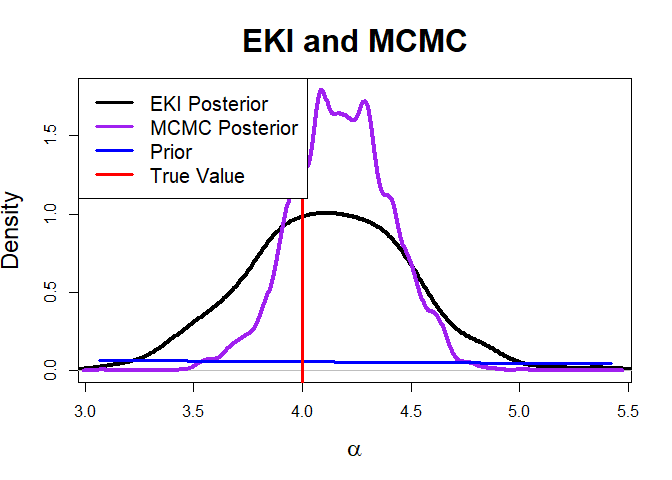 EKI and MCMC
EKI Posterior
MCMC Posterior
Prior
True Value
Density
0.0
0.5
1.0
1.5
3.0 3.5 4.0 4.5 5.0 5.5
α